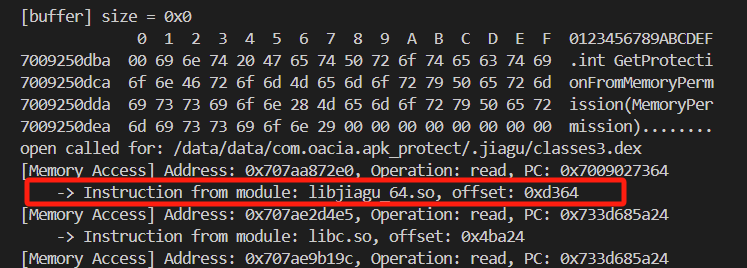 [buffer] size = 0x0
0 1 2 3 4 5 6 7 8 9 A B C D E F 0123456789ABCDEF
7009250dba 00 69 6e 74 20 47 65 74 50 72 6f 74 65 63 74 69 .int GetProtecti
7009250dca 6f 6e 46 72 6f 6d 4d 65 6d 6f 72 79 50 65 72 6d onFromMemoryPerm
7009250dda 69 73 73 69 6f 6e 28 4d 65 6d 6f 72 79 50 65 72 ission(MemoryPer
7009250dea 6d 69 73 73 69 6f 6e 29 00 00 00 00 00 00 00 00 mission)........
open called for: /data/data/com.oacia.apk_protect/.jiagu/classes3.dex
[Memory Access] Address: 0x707aa872e0, Operation: read, PC: 0x7009027364
-> Instruction from module: libjiagu_64.so, offset: 0xd364
[Memory Access] Address: 0x707ae2d4e5, Operation: read, PC: 0x733d685a24
-> Instruction from module: libc.so, offset: 0x4ba24
[Memory Access] Address: 0x707ae9b19c, Operation: read, PC: 0x733d685a24